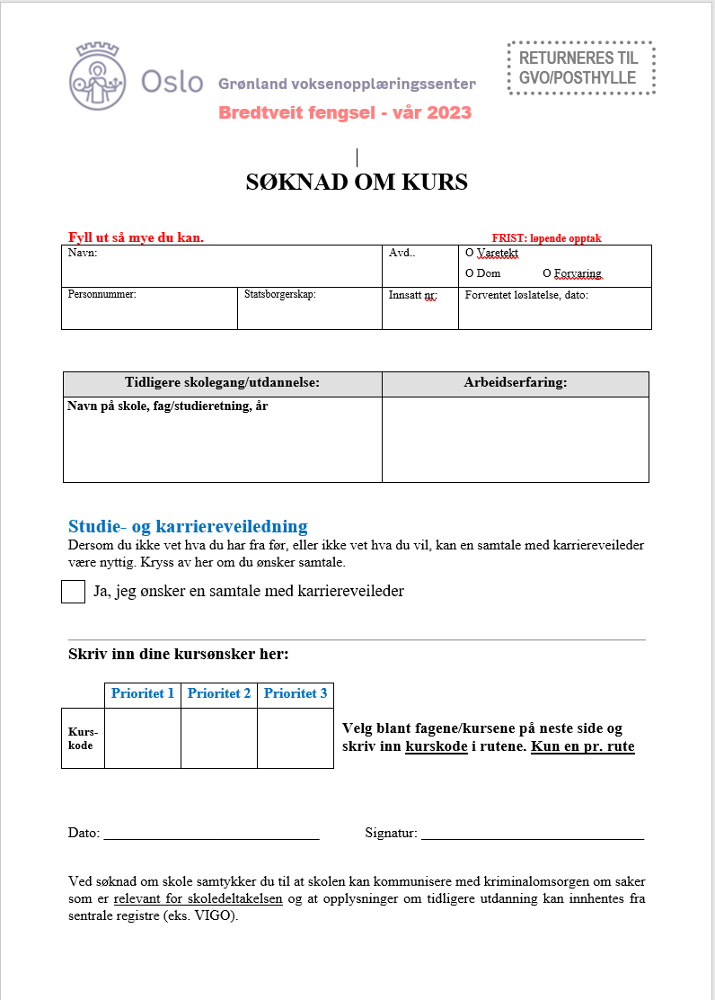 Oslo Grønland voksenopplæringssenter
RETURNERES TIL
GVO/POSTHYLLE
Bredtveit fengsel - vår 2023
SØKNAD OM KURS
Fyll ut så mye du kan. FRIST: løpende opptak
Navn: Avd.. O Varetekt
O Dom O Forvaring
Personnummer: Statsborgerskap: Innsatt nr: Forventet løslatelse, dato:
Tidligere skolegang/utdannelse: Arbeidserfaring:
Navn på skole, fag/studieretning, år
Studie- og karriereveiledning
Dersom du ikke vet hva du har fra før, eller ikke vet hva du vil, kan en samtale med karriereveileder
være nyttig. Kryss av her om du ønsker samtale.
Ja, jeg ønsker en samtale med karriereveileder
Skriv inn dine kursønsker her:
Prioritet 1 Prioritet 2 Prioritet 3
Kurs-
kode
Velg blant fagene/kursene på neste side og
skriv inn kurskode i rutene. Kun en pr. rute
Dato: ______________________________ Signatur: _______________________________
Ved søknad om skole samtykker du til at skolen kan kommunisere med kriminalomsorgen om saker
som er relevant for skoledeltakelsen og at opplysninger om tidligere utdanning kan innhentes fra
sentrale registre (eks. VIGO).